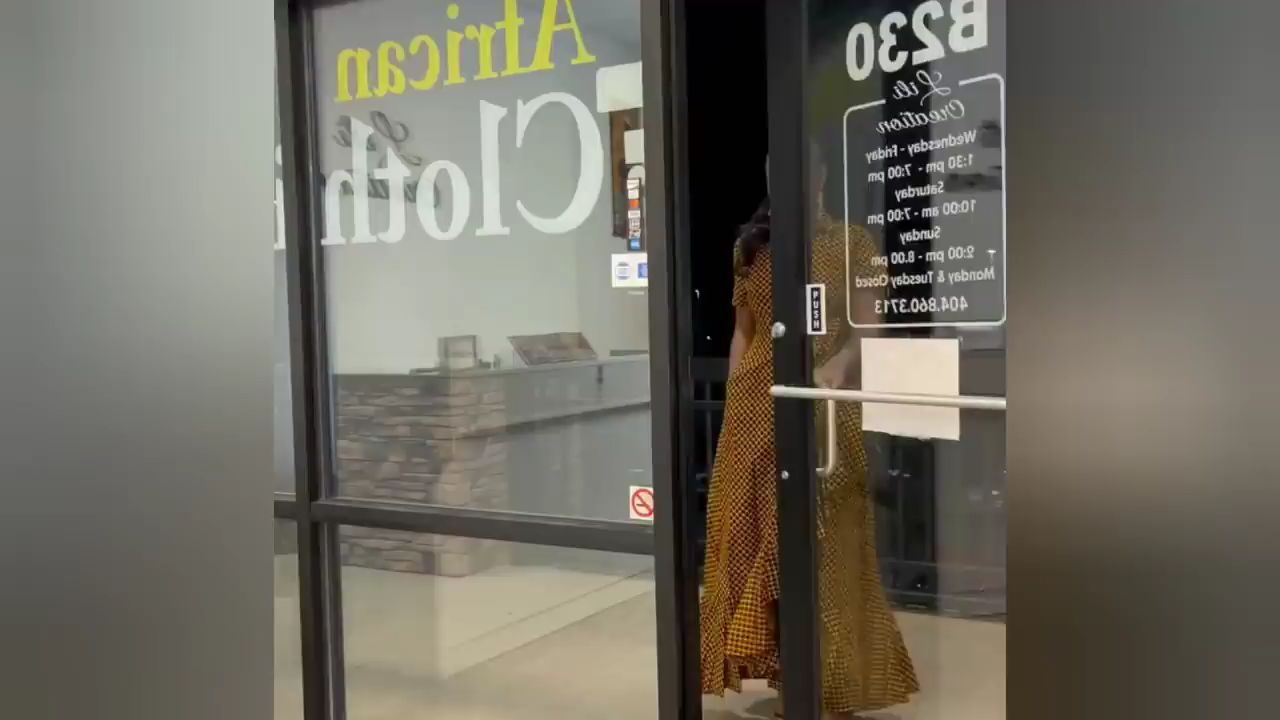 African
Cloth
B230
Lili
Creation
Wednesday - Friday
1:30 pm - 7:00 pm
Saturday
10:00 am - 7:00 pm
Sunday
2:00 pm - 8:00 pm
Monday & Tuesday Closed
404.860.3713
PUSH